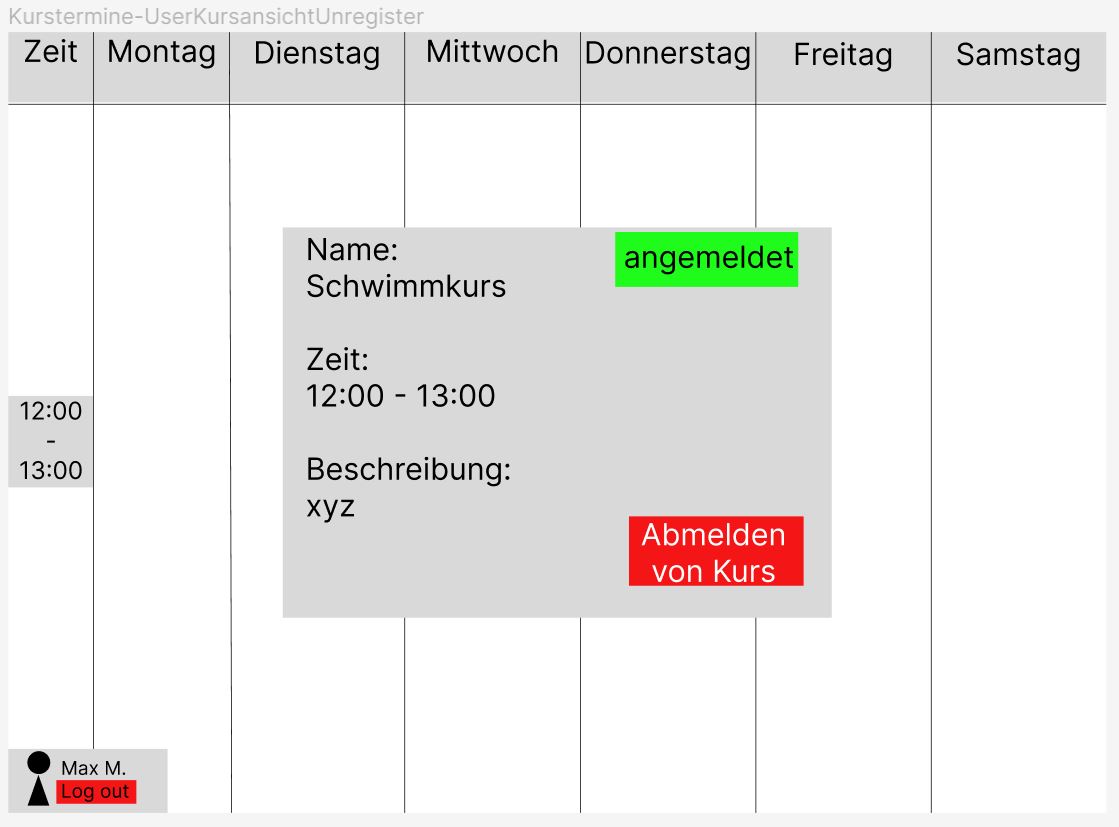 Kurstermine-UserKursansichtUnregister
Zeit Montag Dienstag Mittwoch Donnerstag Freitag Samstag
Name:
Schwimmkurs
angemeldet
Zeit:
12:00 - 13:00
Beschreibung:
xyz
Abmelden
von Kurs
12:00
-
13:00
Max M.
Log out